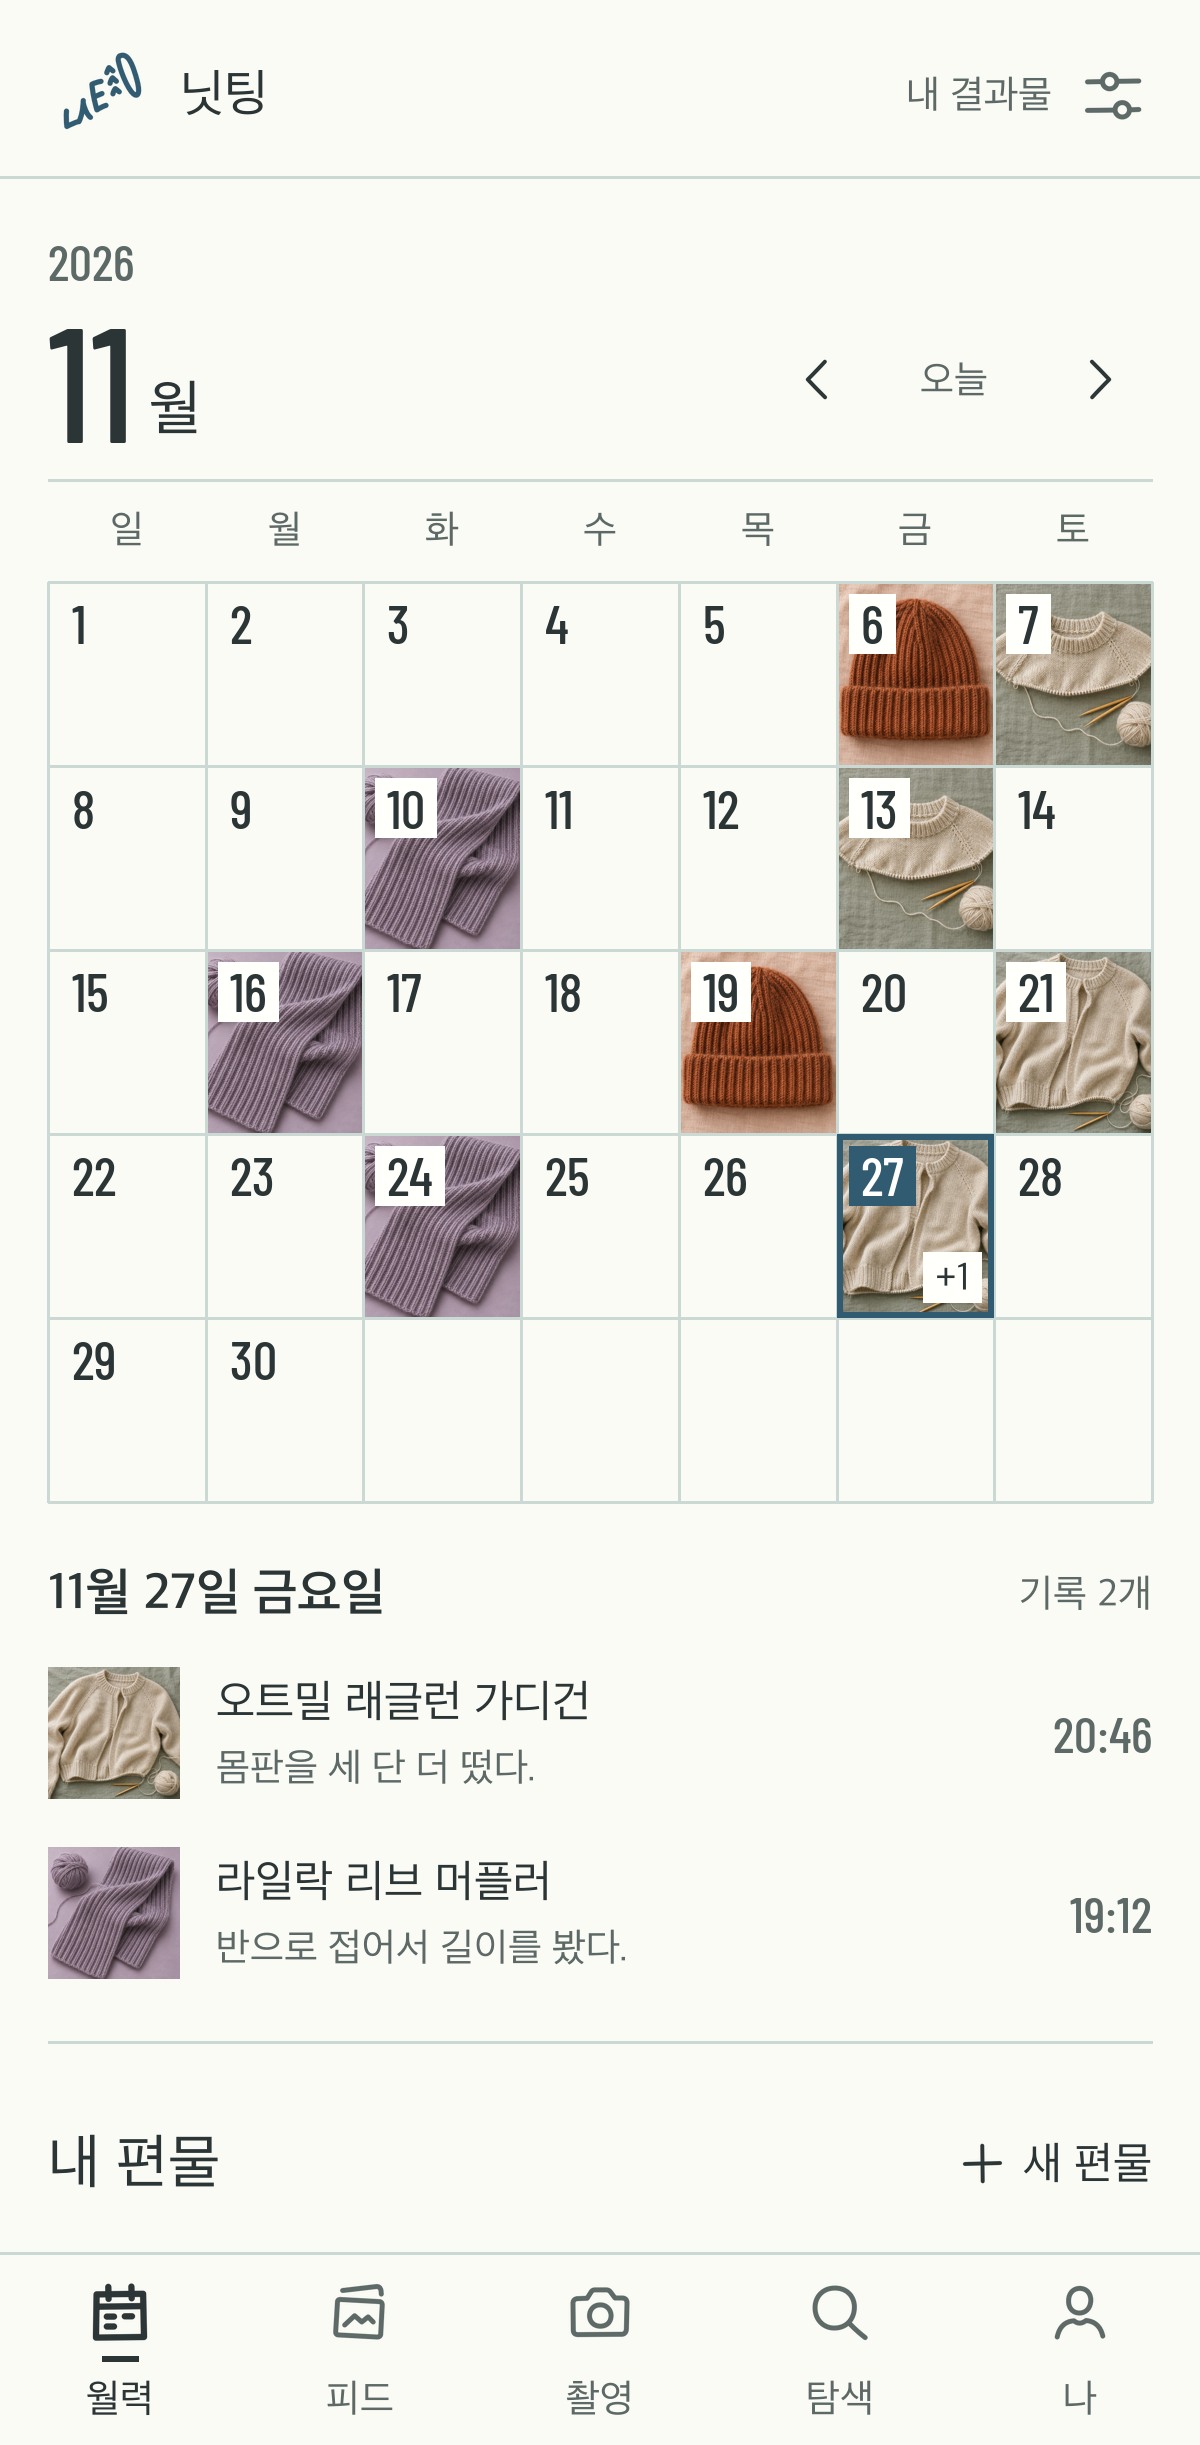 닛팅
내 결과물
2026
11월
오늘
일 월 화 수 목 금 토
1 2 3 4 5 6 7
8 9 10 11 12 13 14
15 16 17 18 19 20 21
22 23 24 25 26 27 28
+1
29 30
11월 27일 금요일
기록 2개
오트밀 래글런 가디건
몸판을 세 단 더 떴다.
20:46
라일락 리브 머플러
반으로 접어서 길이를 봤다.
19:12
내 편물
새 편물
월력 피드 촬영 탐색 나